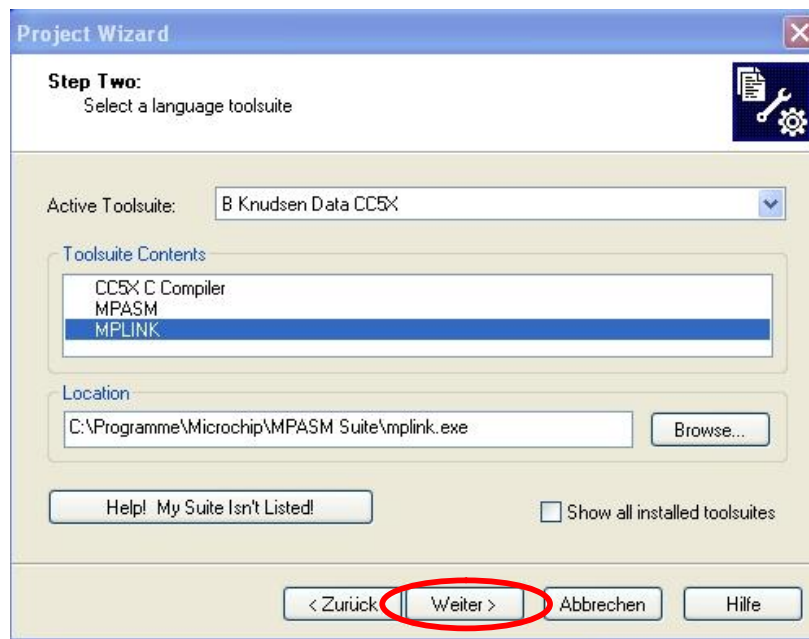 Project Wizard
Step Two:
Select a language toolsuite
Active Toolsuite: B Knudsen Data CC5X
Toolsuite Contents
CC5X C Compiler
MPASM
MPLINK
Location
C:\Programme\Microchip\MPASM Suite\mplink.exe Browse...
Help! My Suite Isn't Listed! Show all installed toolsuites
< Zurück Weiter > Abbrechen Hilfe